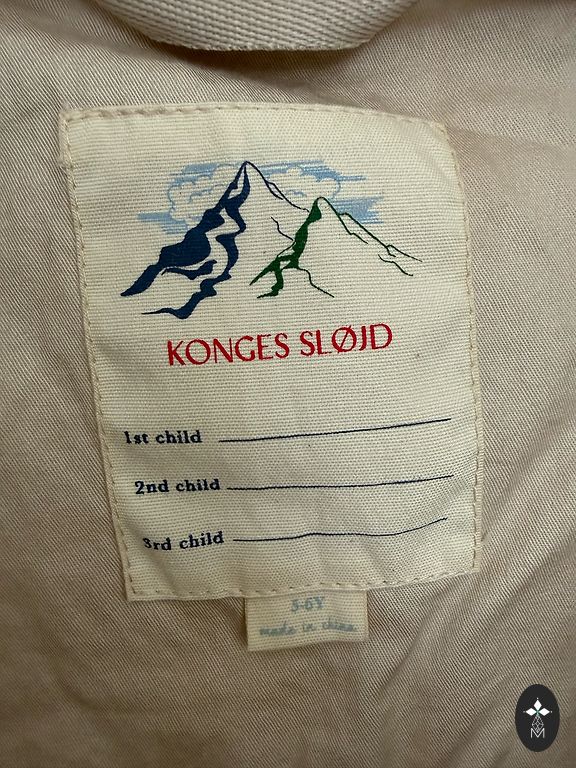 KONGES SLØJD
1st child
2nd child
3rd child
5-6Y
made in china
M